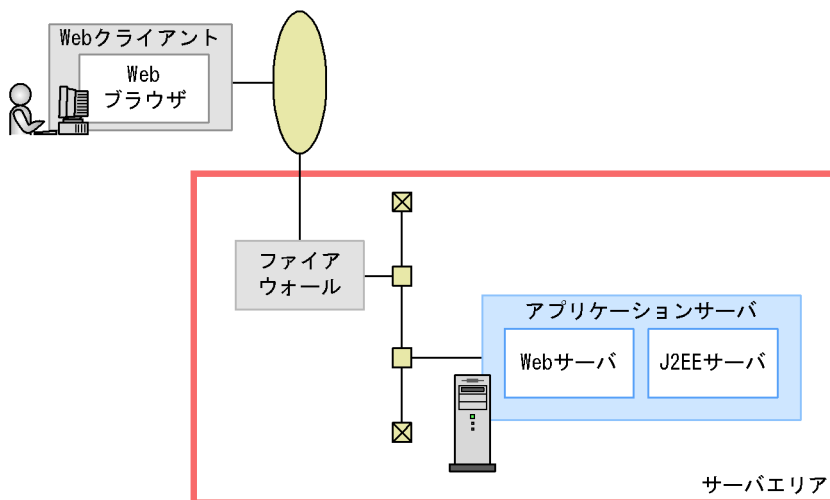 Webクライアント
Web
ブラウザ
ファイア
ウォール
アプリケーションサーバ
Webサーバ
J2EEサーバ
サーバエリア